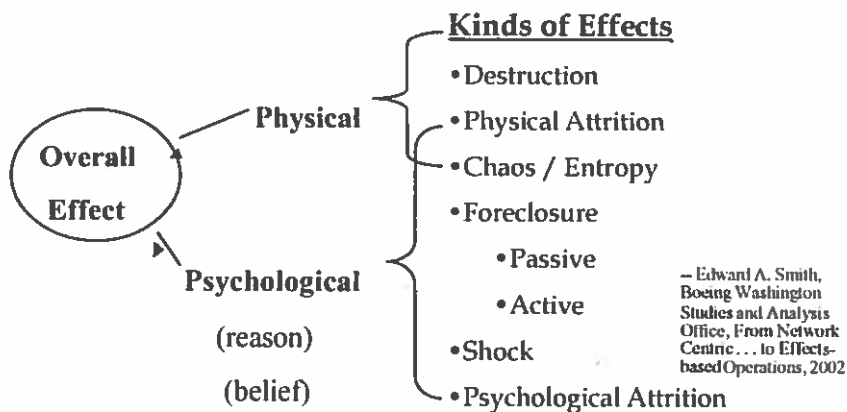 Kinds of Effects
•Destruction
Physical
•Physical Attrition
Overall
Effect
•Chaos / Entropy
•Foreclosure
•Passive
Psychological
•Active
(reason)
•Shock
(belief)
•Psychological Attrition
– Edward A. Smith,
Boeing Washington
Studies and Analysis
Office, From Network
Centric... to Effects-
based Operations, 2002